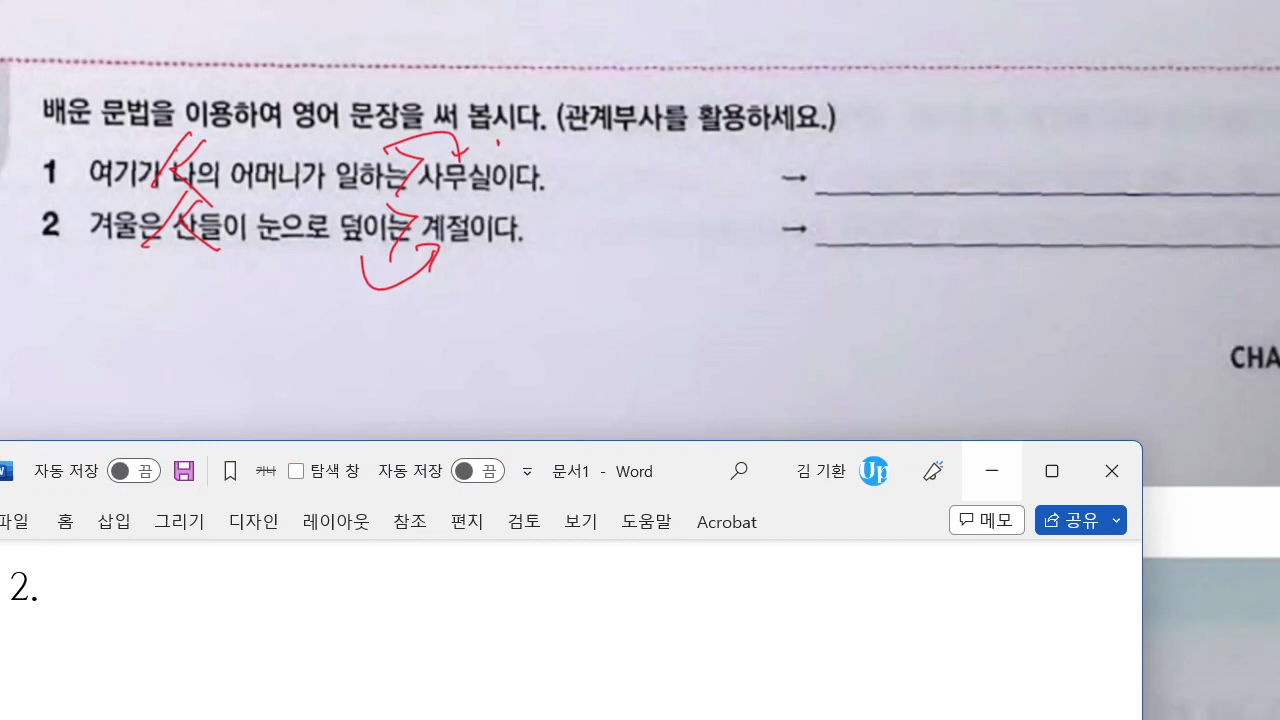 배운 문법을 이용하여 영어 문장을 써 봅시다. (관계부사를 활용하세요.)
1 여기가 나의 어머니가 일하는 사무실이다. →
2 겨울은 산들이 눈으로 덮이는 계절이다. →
CHA
자동 저장 끔 가나 탐색 창 자동 저장 끔 문서1 - Word 김 기환 Up
파일 홈 삽입 그리기 디자인 레이아웃 참조 편지 검토 보기 도움말 Acrobat 메모 공유
2.